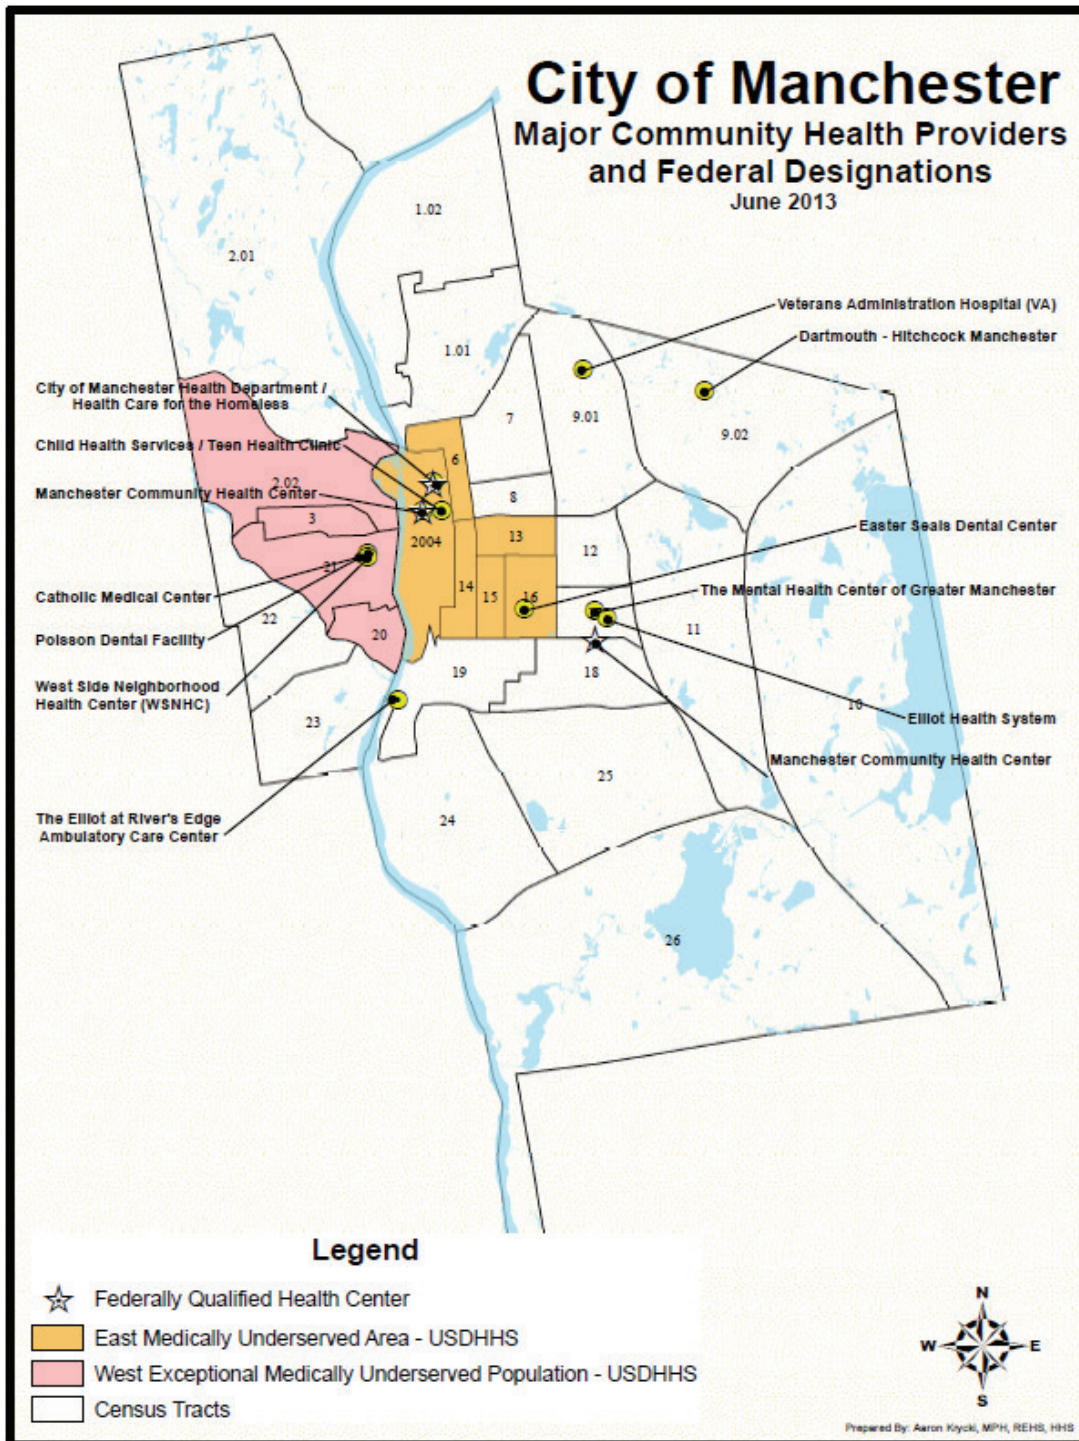 City of Manchester
Major Community Health Providers
and Federal Designations
June 2013
1.02
2.01
Veterans Administration Hospital (VA)
Dartmouth - Hitchcock Manchester
1.01
City of Manchester Health Department /
Health Care for the Homeless
7
9.01
9.02
Child Health Services / Teen Health Clinic
6
2.02
Manchester Community Health Center
8
3
Easter Seals Dental Center
2004
13
12
21
14
15
16
The Mental Health Center of Greater Manchester
Catholic Medical Center
22
20
11
Poisson Dental Facility
19
18
West Side Neighborhood
Health Center (WSNHC)
10
23
Elliot Health System
Manchester Community Health Center
25
The Elliot at River's Edge
Ambulatory Care Center
24
26
Legend
Federally Qualified Health Center
East Medically Underserved Area - USDHHS
West Exceptional Medically Underserved Population - USDHHS
Census Tracts
N
W
E
S
Prepared By: Aaron Krycki, MPH, REHS, HHS